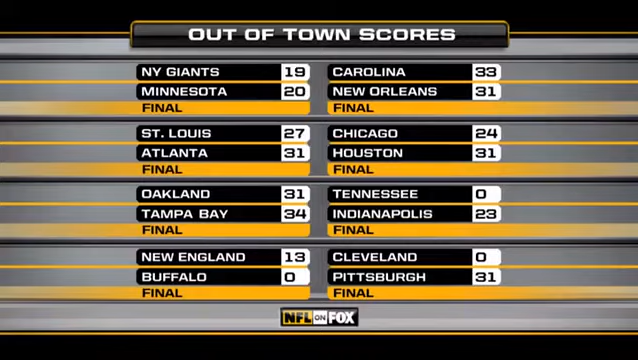 OUT OF TOWN SCORES
NY GIANTS 19
MINNESOTA 20
FINAL
CAROLINA 33
NEW ORLEANS 31
FINAL
ST. LOUIS 27
ATLANTA 31
FINAL
CHICAGO 24
HOUSTON 31
FINAL
OAKLAND 31
TAMPA BAY 34
FINAL
TENNESSEE 0
INDIANAPOLIS 23
FINAL
NEW ENGLAND 13
BUFFALO 0
FINAL
CLEVELAND 0
PITTSBURGH 31
FINAL
NFL ON FOX